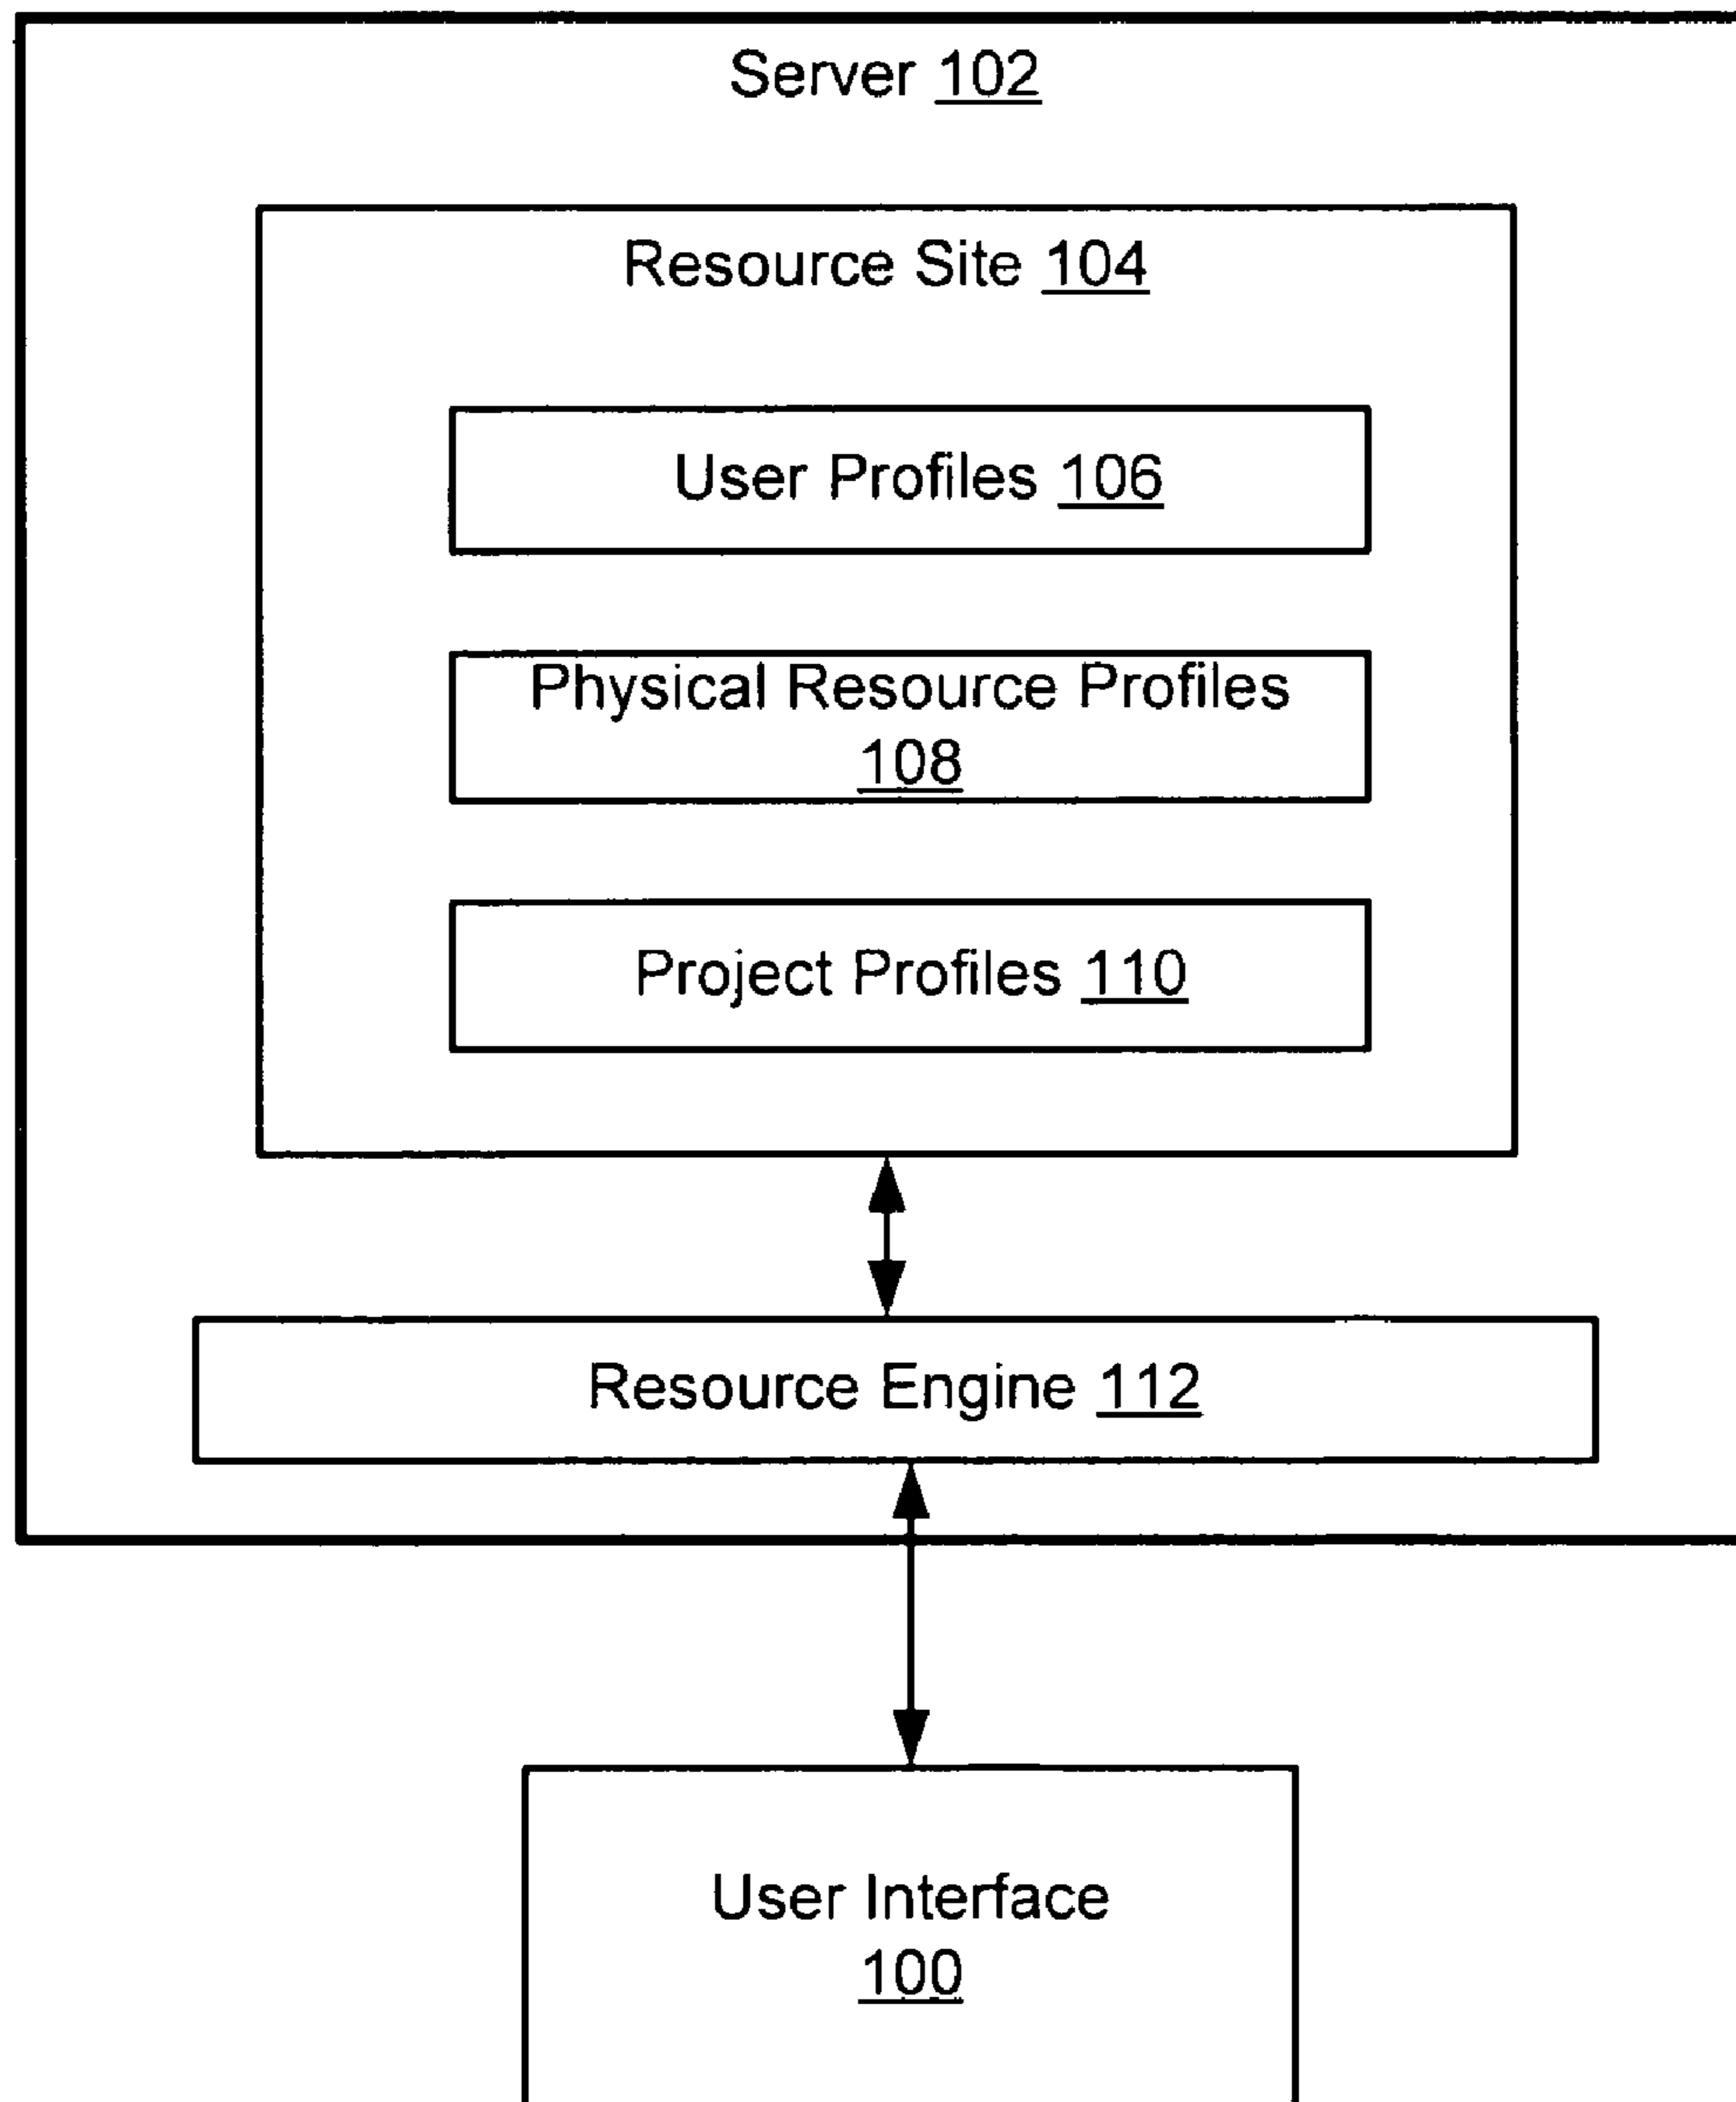 Server 102
Resource Site 104
User Profiles 106
Physical Resource Profiles
108
Project Profiles 110
Resource Engine 112
User Interface
100